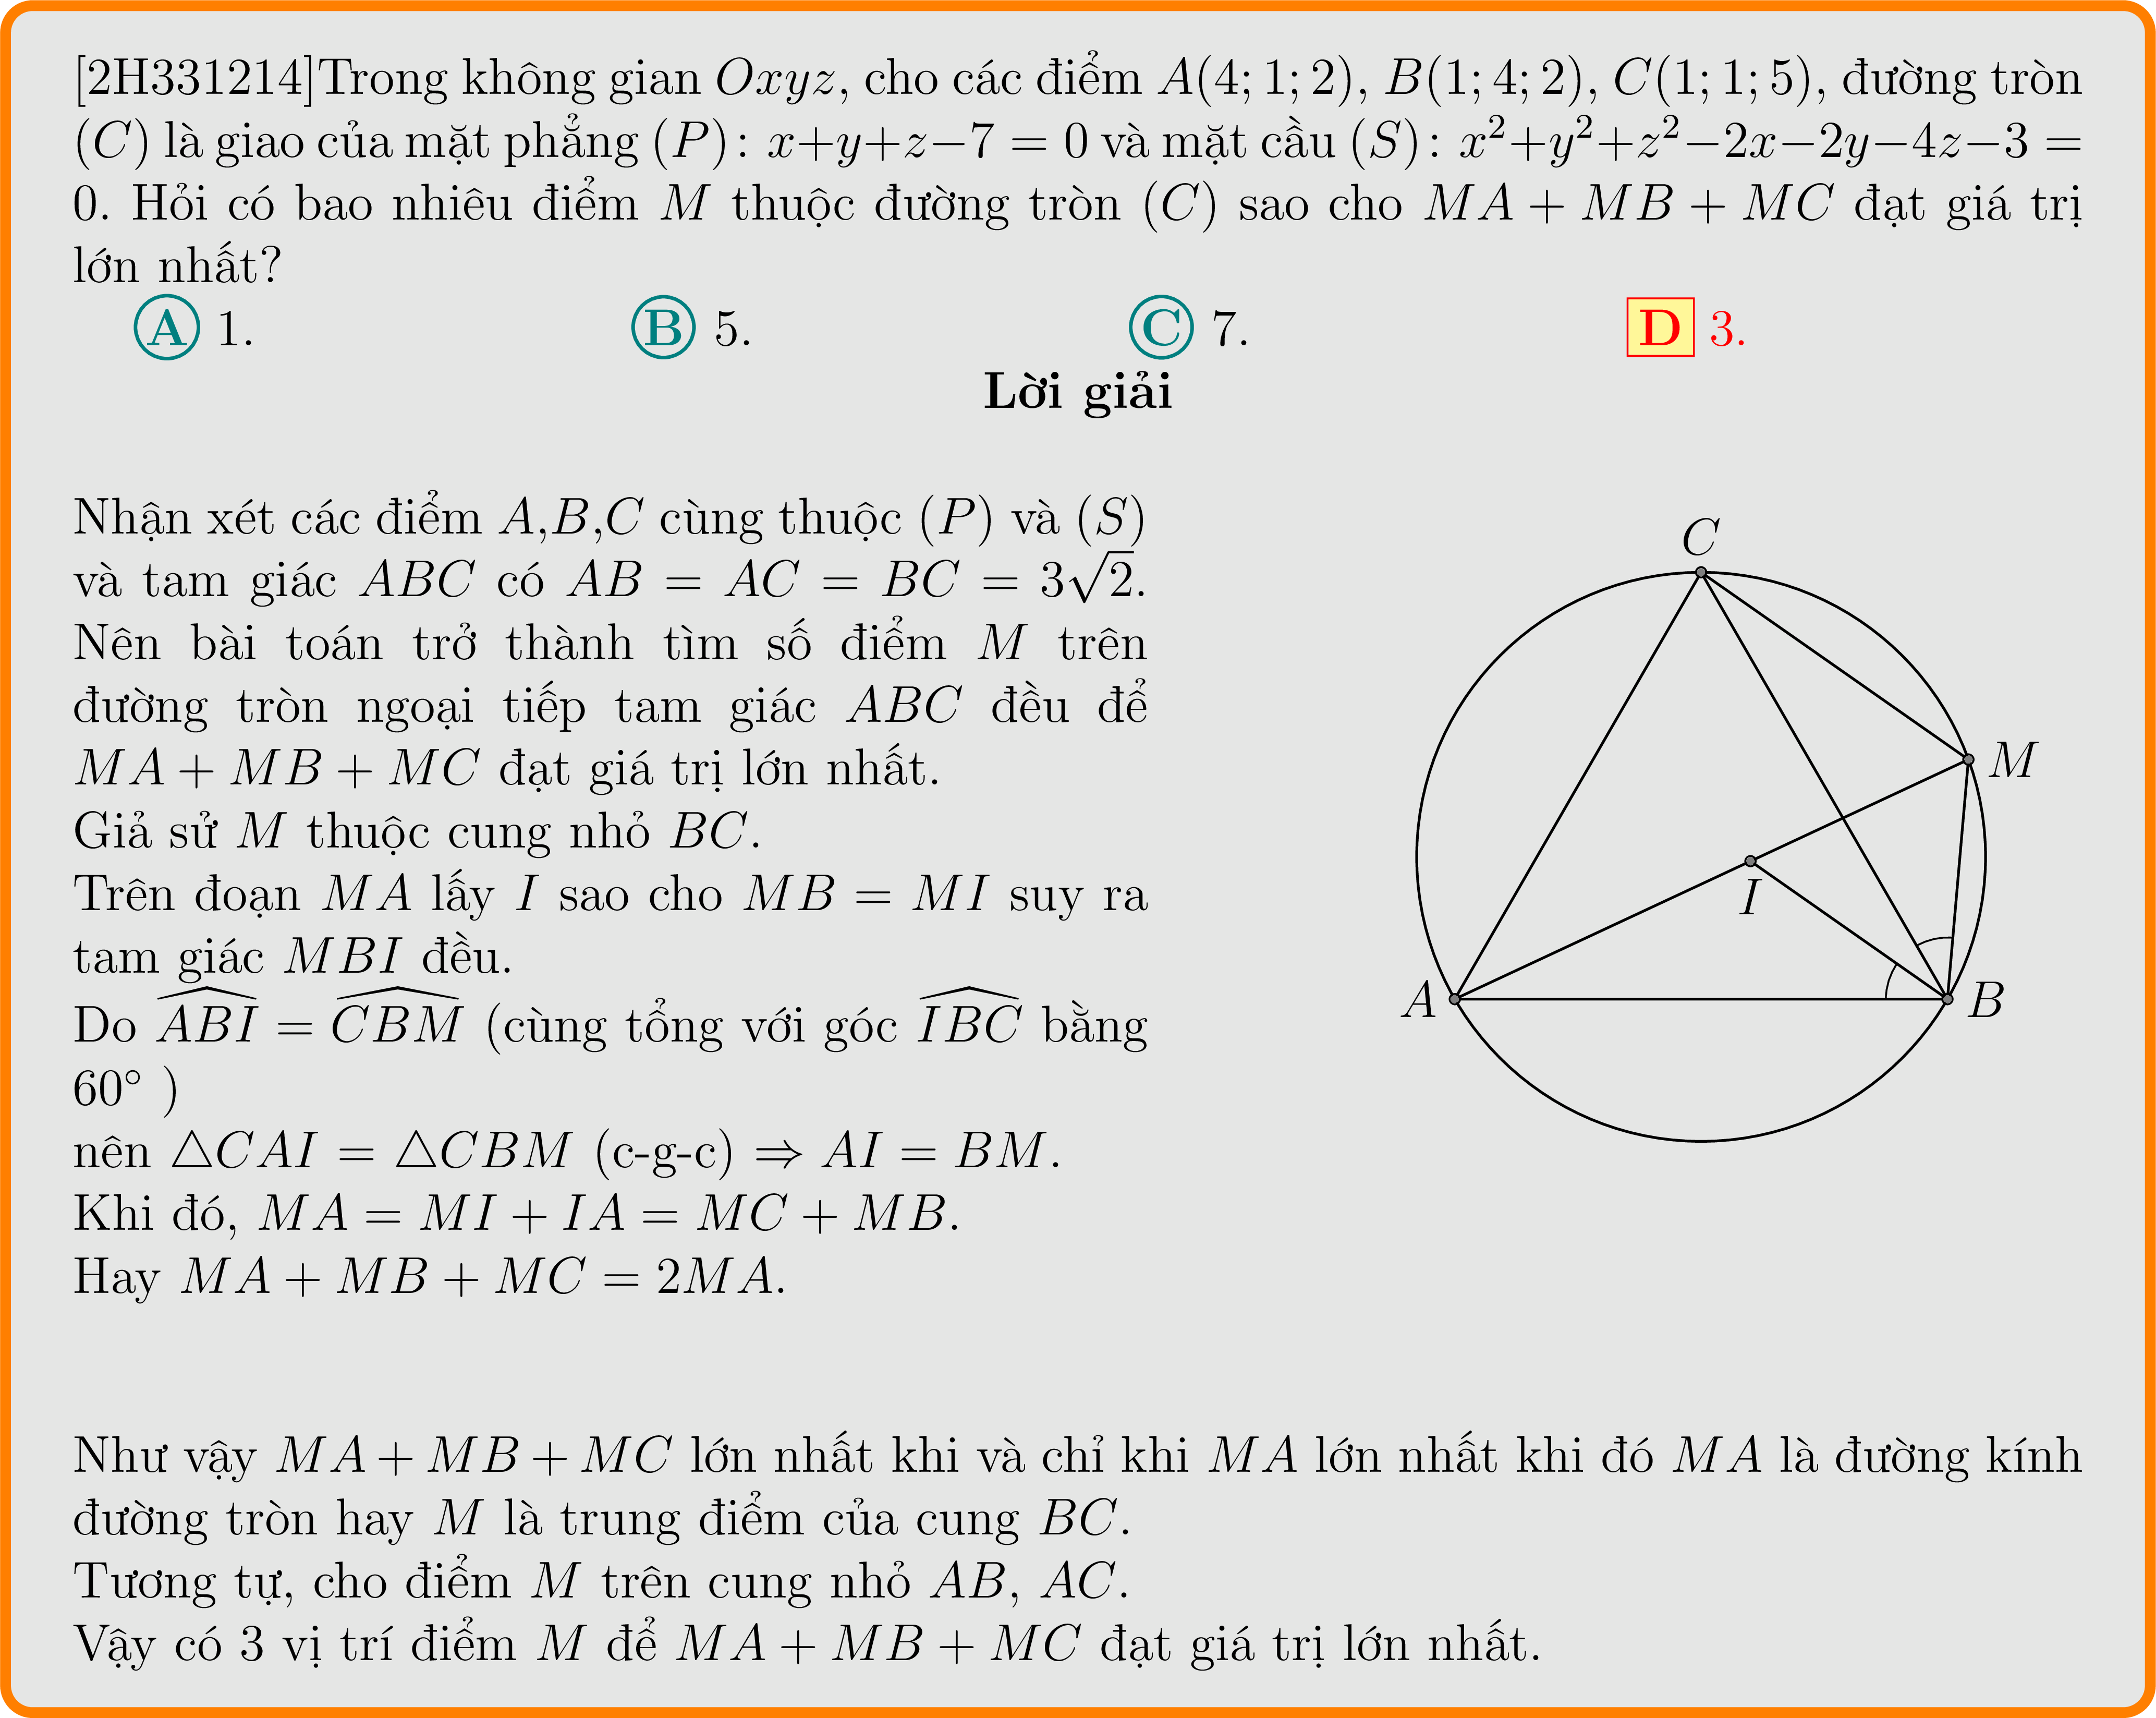 [2H331214]Trong không gian Oxyz, cho các điểm A(4; 1; 2), B(1; 4; 2), C(1; 1; 5), đường tròn
(C) là giao của mặt phẳng (P): x+y+z−7 = 0 và mặt cầu (S): x²+y²+z²−2x−2y−4z−3 =
0. Hỏi có bao nhiêu điểm M thuộc đường tròn (C) sao cho MA + MB + MC đạt giá trị
lớn nhất?
A 1. B 5. C 7. D 3.
Lời giải
Nhận xét các điểm A,B,C cùng thuộc (P) và (S)
và tam giác ABC có AB = AC = BC = 3√2.
Nên bài toán trở thành tìm số điểm M trên
đường tròn ngoại tiếp tam giác ABC đều để
MA + MB + MC đạt giá trị lớn nhất.
Giả sử M thuộc cung nhỏ BC.
Trên đoạn MA lấy I sao cho MB = MI suy ra
tam giác MBI đều.
Do \widehat{ABI} = \widehat{CBM} (cùng tổng với góc \widehat{IBC} bằng
60° )
nên △CAI = △CBM (c-g-c) ⇒ AI = BM.
Khi đó, MA = MI + IA = MC + MB.
Hay MA + MB + MC = 2MA.
C
M
I
A
B
Như vậy MA + MB + MC lớn nhất khi và chỉ khi MA lớn nhất khi đó MA là đường kính
đường tròn hay M là trung điểm của cung BC.
Tương tự, cho điểm M trên cung nhỏ AB, AC.
Vậy có 3 vị trí điểm M để MA + MB + MC đạt giá trị lớn nhất.